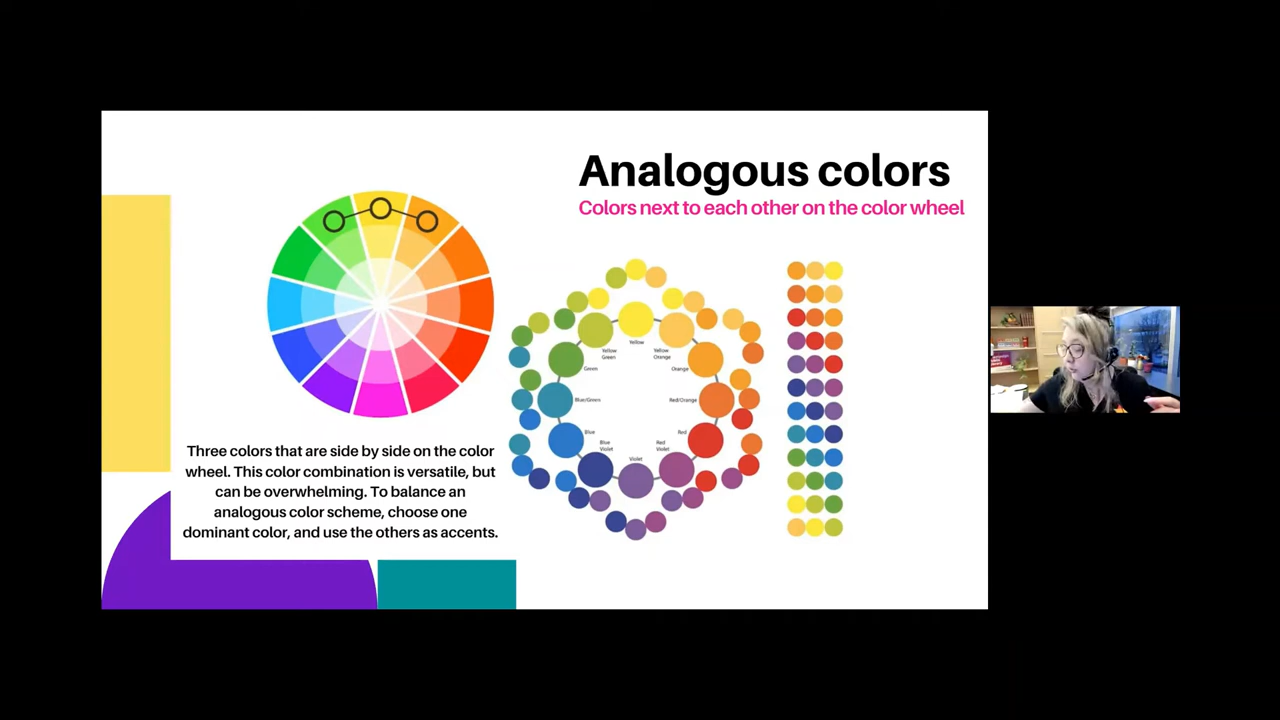 Analogous colors
Colors next to each other on the color wheel
Yellow
Yellow
Green
Yellow
Orange
Green
Orange
Blue/Green
Red/Orange
Blue
Red
Blue
Violet
Red
Violet
Violet
Three colors that are side by side on the color
wheel. This color combination is versatile, but
can be overwhelming. To balance an
analogous color scheme, choose one
dominant color, and use the others as accents.